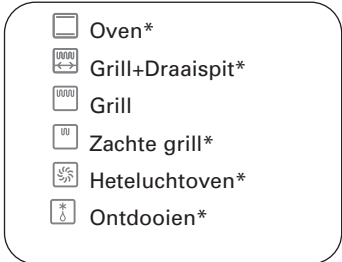 Oven*
Grill+Draaispit*
Grill
Zachte grill*
Heteluchtoven*
Ontdooien*